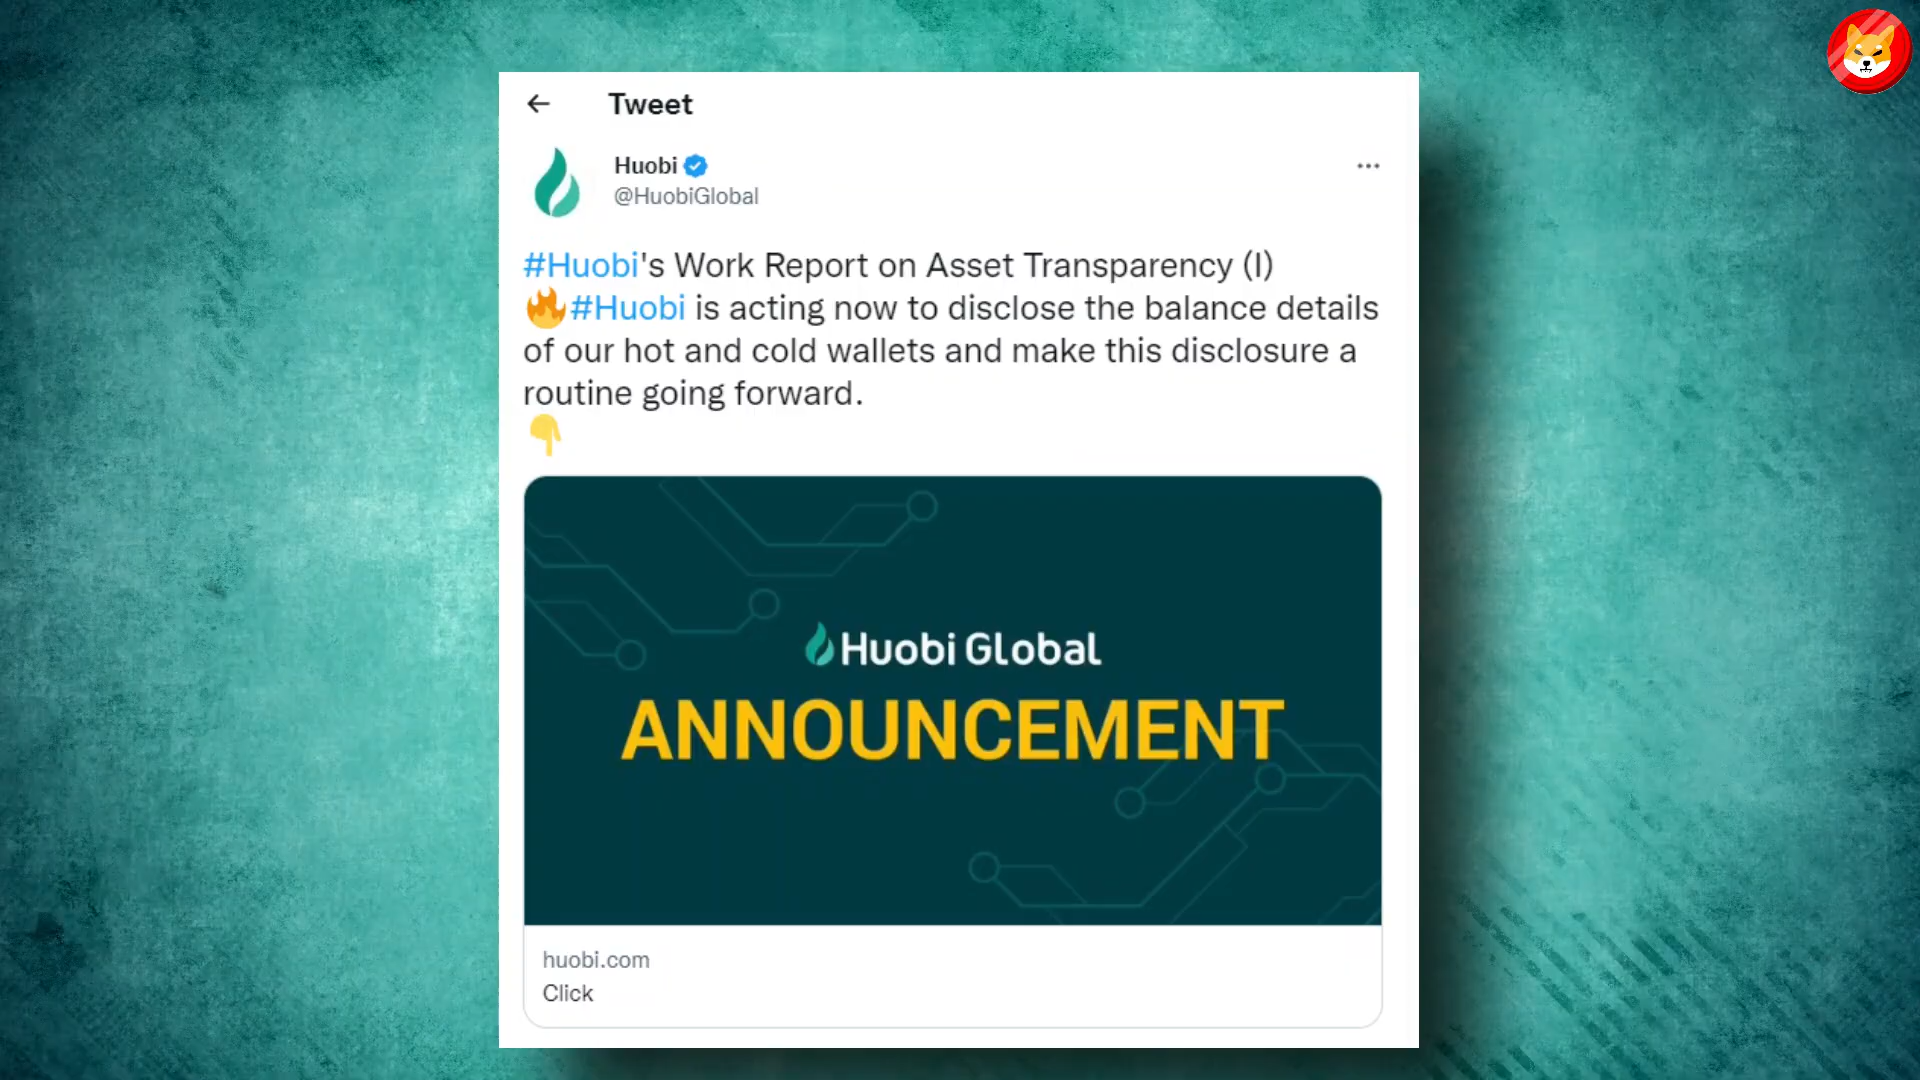 Tweet
Huobi
@HuobiGlobal
#Huobi's Work Report on Asset Transparency (I)
🔥#Huobi is acting now to disclose the balance details
of our hot and cold wallets and make this disclosure a
routine going forward.
👇
Huobi Global
ANNOUNCEMENT
huobi.com
Click